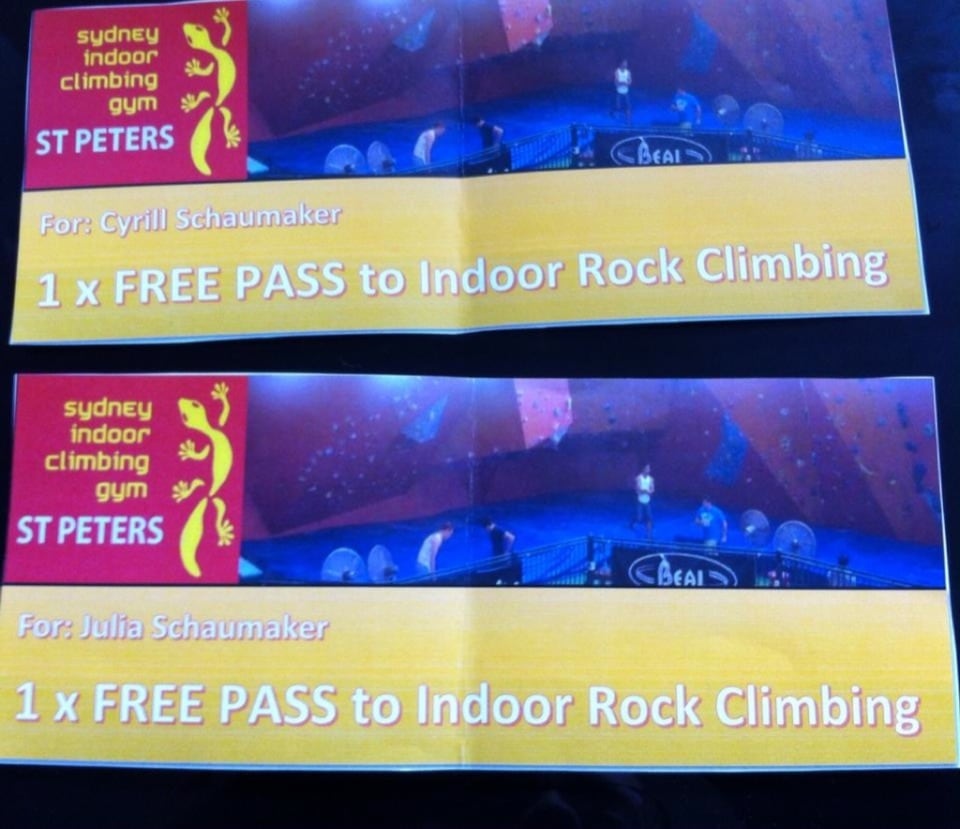 sydney
indoor
climbing
gym
ST PETERS
BEAL
For: Cyrill Schaumaker
1 x FREE PASS to Indoor Rock Climbing
sydney
indoor
climbing
gym
ST PETERS
BEAL
For: Julia Schaumaker
1 x FREE PASS to Indoor Rock Climbing